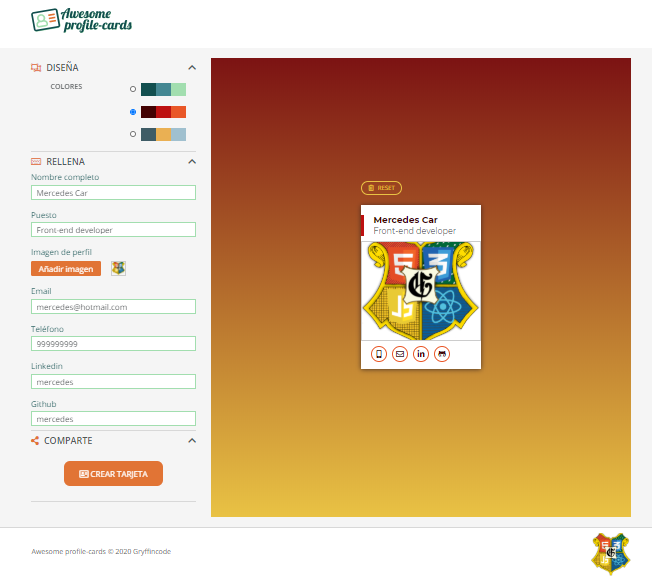 Awesome
profile-cards
DISEÑA
COLORES
RELLENA
Nombre completo
Mercedes Car
Puesto
Front-end developer
Imagen de perfil
Añadir imagen
Email
mercedes@hotmail.com
Teléfono
999999999
Linkedin
mercedes
Github
mercedes
COMPARTE
CREAR TARJETA
RESET
Mercedes Car
Front-end developer
in
Awesome profile-cards © 2020 Gryffincode